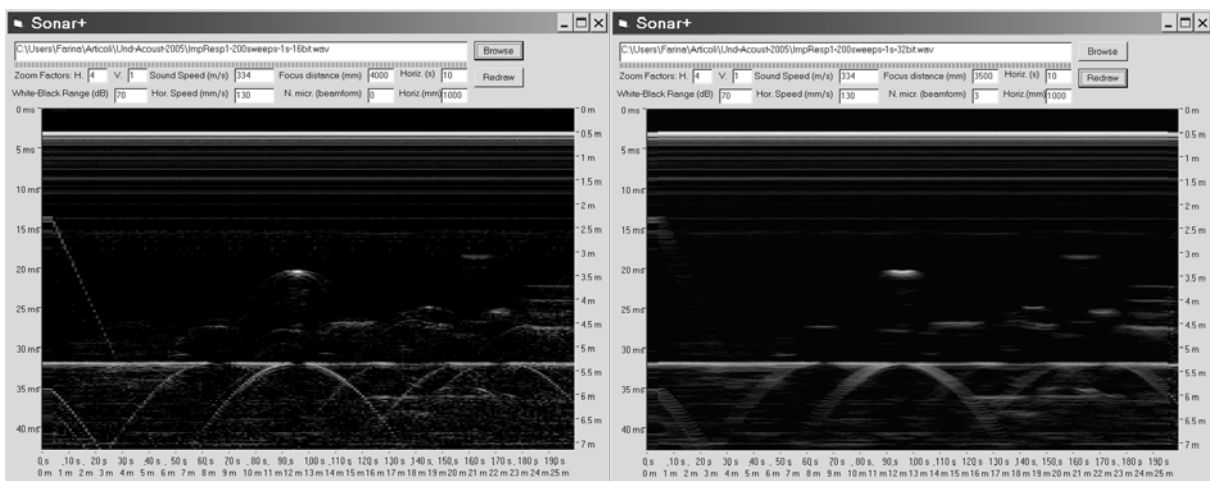 Sonar+
C:\Users\Farina\Articoli\Und-Acoust-2005\ImpResp1-200sweeps-1s-16bit.wav Browse
Zoom Factors: H. 4 V. 1 Sound Speed (m/s) 334 Focus distance (mm) 4000 Horiz. (s) 10 Redraw
White-Black Range (dB) 70 Hor. Speed (mm/s) 130 N. micr. (beamform) 0 Horiz.(mm) 1000
0 ms 0 m
0.5 m
5 ms
1 m
1.5 m
10 ms
2 m
15 ms
2.5 m
3 m
20 ms
3.5 m
25 ms
4 m
4.5 m
30 ms
5 m
5.5 m
35 ms
6 m
6.5 m
40 ms
7 m
0 s 10 s 20 s 30 s 40 s 50 s 60 s 70 s 80 s 90 s 100 s 110 s 120 s 130 s 140 s 150 s 160 s 170 s 180 s 190 s
0 m 1 m 2 m 3 m 4 m 5 m 6 m 7 m 8 m 9 m 10 m 11 m 12 m 13 m 14 m 15 m 16 m 17 m 18 m 19 m 20 m 21 m 22 m 23 m 24 m 25 m
Sonar+
C:\Users\Farina\Articoli\Und-Acoust-2005\ImpResp1-200sweeps-1s-32bit.wav Browse
Zoom Factors: H. 4 V. 1 Sound Speed (m/s) 334 Focus distance (mm) 3500 Horiz. (s) 10 Redraw
White-Black Range (dB) 70 Hor. Speed (mm/s) 130 N. micr. (beamform) 3 Horiz.(mm) 1000
0 ms 0 m
0.5 m
5 ms
1 m
1.5 m
10 ms
2 m
15 ms
2.5 m
3 m
20 ms
3.5 m
25 ms
4 m
4.5 m
30 ms
5 m
5.5 m
35 ms
6 m
6.5 m
40 ms
7 m
0 s 10 s 20 s 30 s 40 s 50 s 60 s 70 s 80 s 90 s 100 s 110 s 120 s 130 s 140 s 150 s 160 s 170 s 180 s 190 s
0 m 1 m 2 m 3 m 4 m 5 m 6 m 7 m 8 m 9 m 10 m 11 m 12 m 13 m 14 m 15 m 16 m 17 m 18 m 19 m 20 m 21 m 22 m 23 m 24 m 25 m